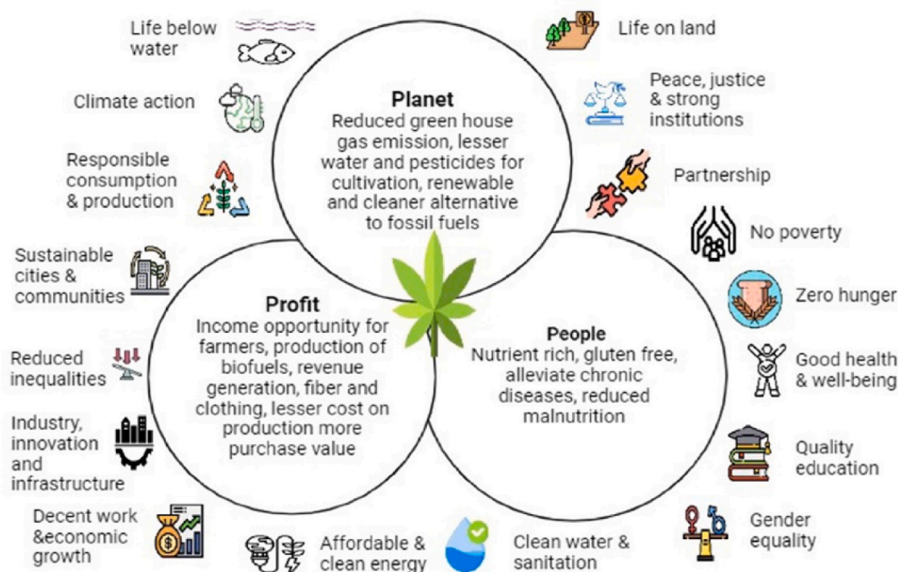 Life below
water
Life on land
Climate action
Peace, justice
& strong
institutions
Responsible
consumption
& production
Partnership
Planet
Reduced green house
gas emission, lesser
water and pesticides for
cultivation, renewable
and cleaner alternative
to fossil fuels
No poverty
Sustainable
cities &
communities
Zero hunger
Profit
Income opportunity for
farmers, production of
biofuels, revenue
generation, fiber and
clothing, lesser cost on
production more
purchase value
People
Nutrient rich, gluten free,
alleviate chronic
diseases, reduced
malnutrition
Reduced
inequalities
Good health
& well-being
Industry,
innovation
and
infrastructure
Quality
education
Decent work
&economic
growth
Affordable &
clean energy
Clean water &
sanitation
Gender
equality